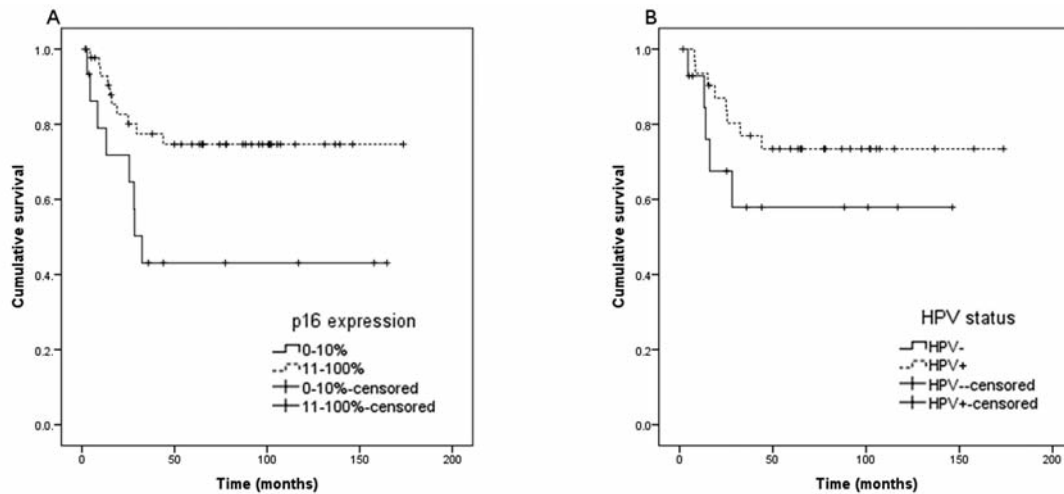 A
Cumulative survival
1.0
0.8
0.6
0.4
0.2
0.0
0
50
100
150
200
Time (months)
p16 expression
0-10%
11-100%
0-10%-censored
11-100%-censored
B
Cumulative survival
1.0
0.8
0.6
0.4
0.2
0.0
0
50
100
150
200
Time (months)
HPV status
HPV-
HPV+
HPV--censored
HPV+-censored